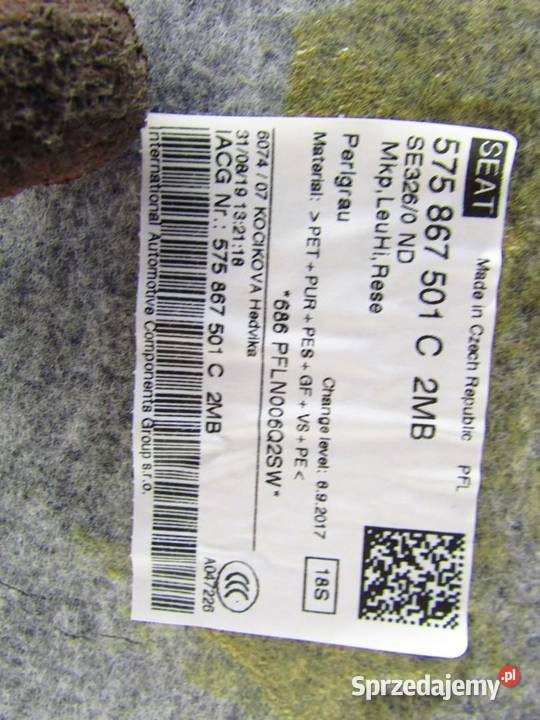 SEAT Made in Czech Republic PFL
575 867 501 C 2MB
SE326/0 ND
Mkp,LeuHi,Rese
Perlgrau
Change level: 8.9.2017
18S
Material: >PET+PUR+PES+GF+VS+PE<
*686 PFLN006Q2SW*
6074 / 07 KOCIKOVA Hedvika
31/08/19 13:21:18
IACG Nr.: 575 867 501 C 2MB
International Automotive Components Group s.r.o.
CCC
A047226
Sprzedajemy.pl